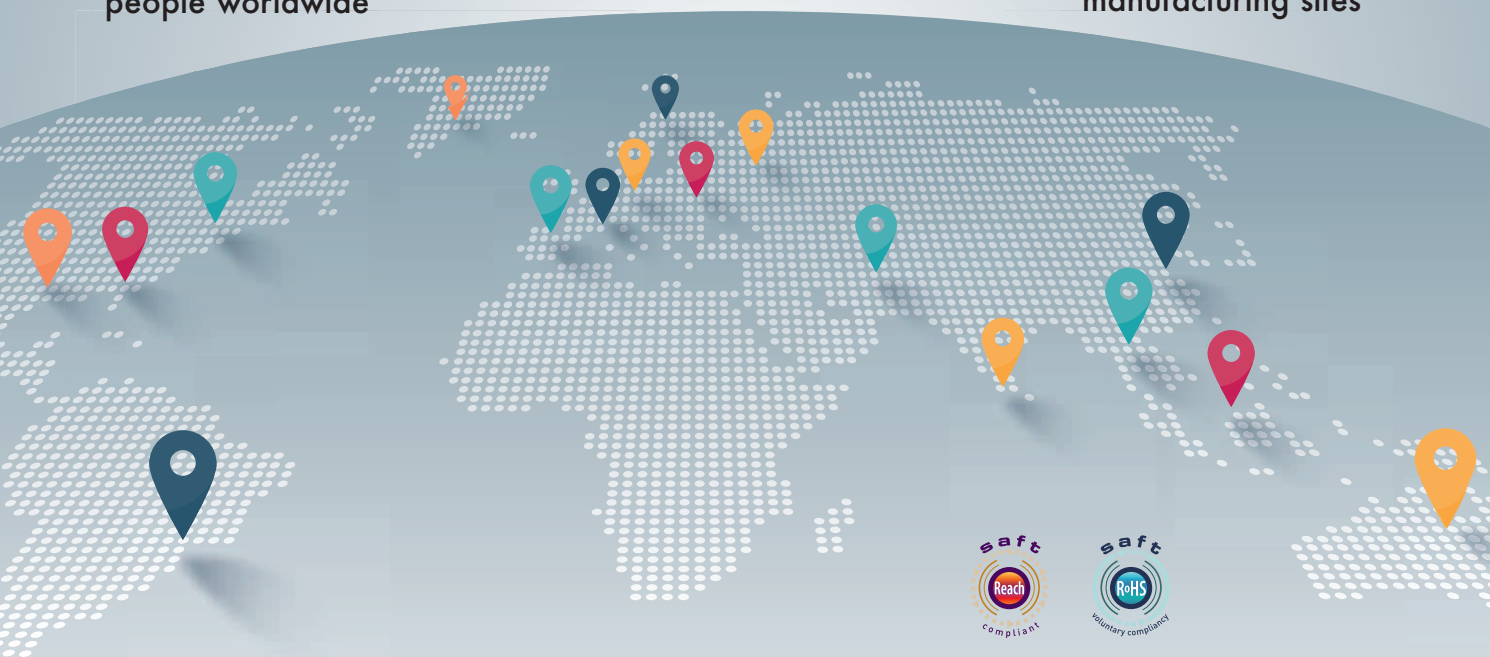 people worldwide
manufacturing sites
saft
Reach
compliant
saft
RoHS
voluntary compliancy